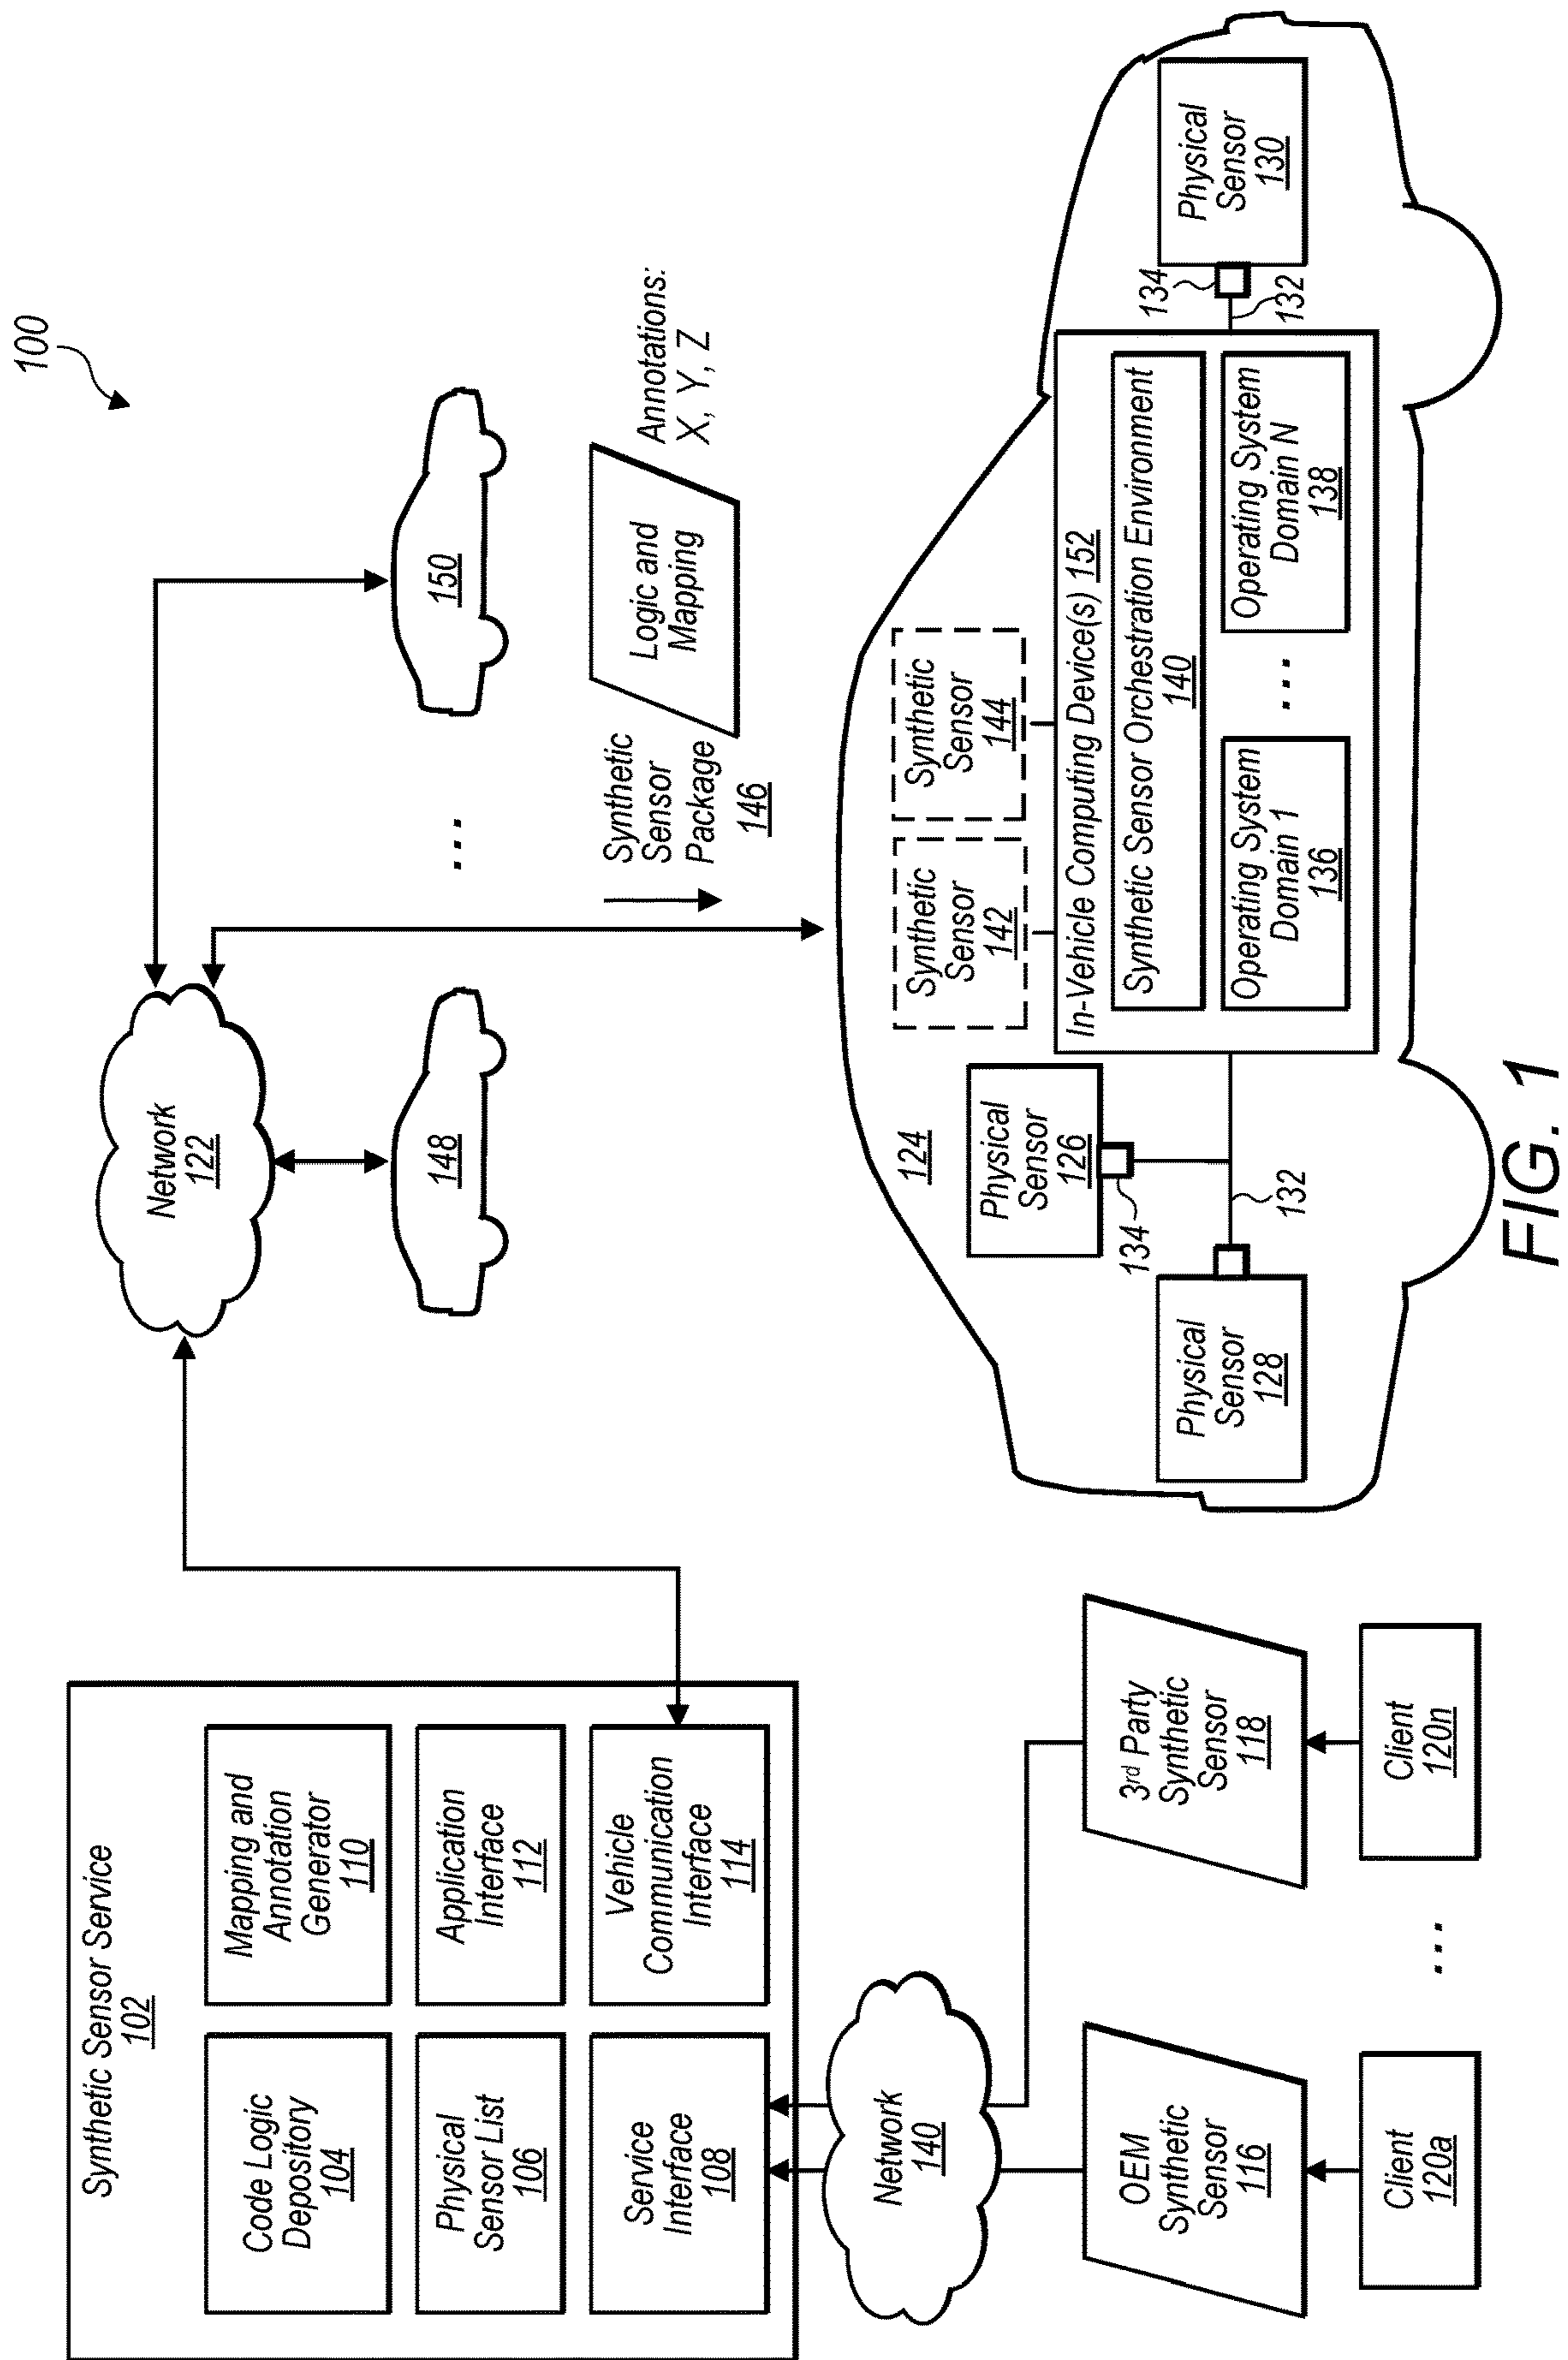 100
Synthetic Sensor Service
102
Code Logic
Depository
104
Mapping and
Annotation
Generator
110
Physical
Sensor List
106
Application
Interface
112
Service
Interface
108
Vehicle
Communication
Interface
114
Network
140
OEM
Synthetic
Sensor
116
3rd Party
Synthetic
Sensor
118
Client
120a
...
Client
120n
Network
122
148
...
150
Synthetic
Sensor
Package
146
Logic and
Mapping
Annotations:
X, Y, Z
124
Synthetic
Sensor
142
Synthetic
Sensor
144
Physical
Sensor
126
134
Physical
Sensor
128
132
In-Vehicle Computing Device(s) 152
Synthetic Sensor Orchestration Environment
140
Operating System
Domain 1
136
...
Operating System
Domain N
138
134
132
Physical
Sensor
130
FIG. 1